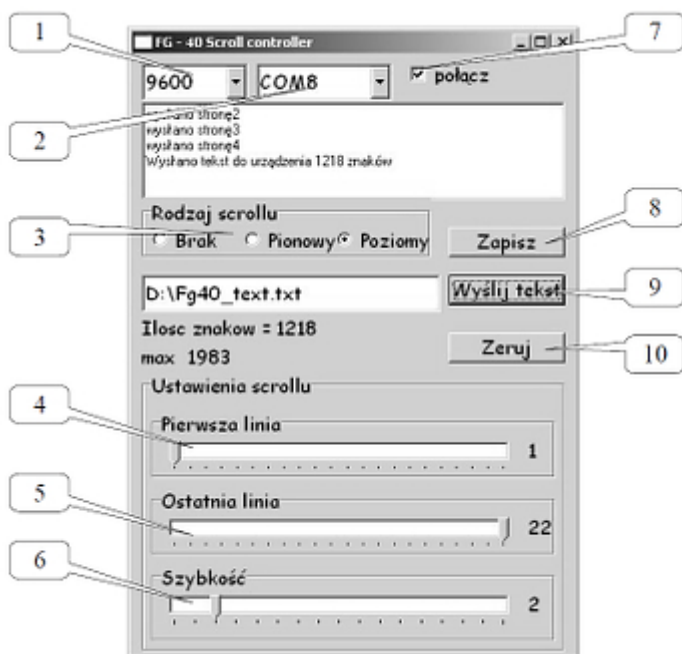 1
7
FG - 40 Scroll controller
9600
COM8
połącz
2
wysłano stronę2
wysłano stronę3
wysłano stronę4
Wysłano tekst do urządzenia 1218 znaków
Rodzaj scrollu
3
Brak
Pionowy
Poziomy
Zapisz
8
D:\Fg40_text.txt
Wyślij tekst
9
Ilosc znakow = 1218
max 1983
Zeruj
10
Ustawienia scrollu
4
Pierwsza linia
1
5
Ostatnia linia
22
6
Szybkość
2